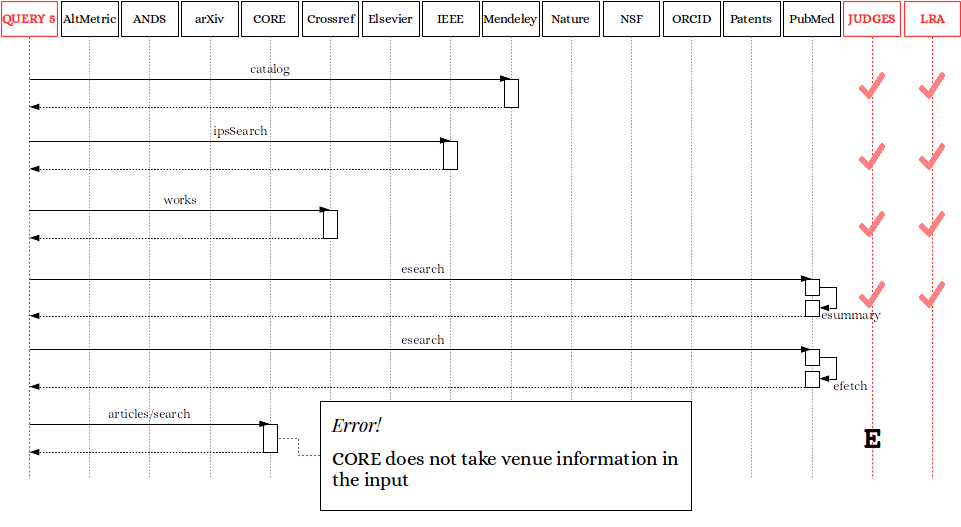 QUERY 5 AltMetric ANDS arXiv CORE Crossref Elsevier IEEE Mendeley Nature NSF ORCID Patents PubMed JUDGES LRA
catalog
ipsSearch
works
esearch
esummary
esearch
efetch
articles/search
Error!
CORE does not take venue information in
the input
E